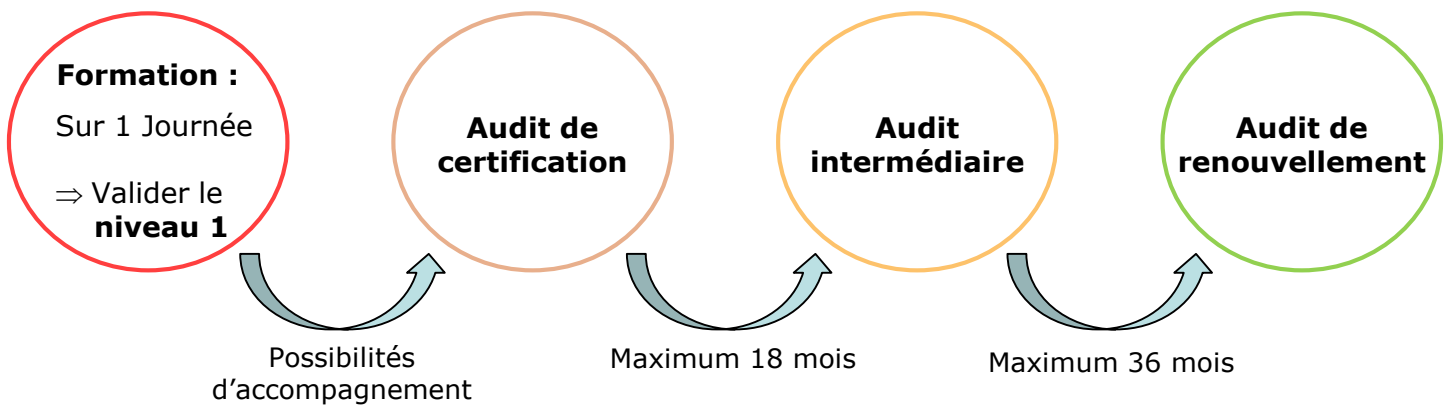 Formation :
Sur 1 Journée
⇒ Valider le
niveau 1
Audit de
certification
Audit
intermédiaire
Audit de
renouvellement
Possibilités
d’accompagnement
Maximum 18 mois
Maximum 36 mois